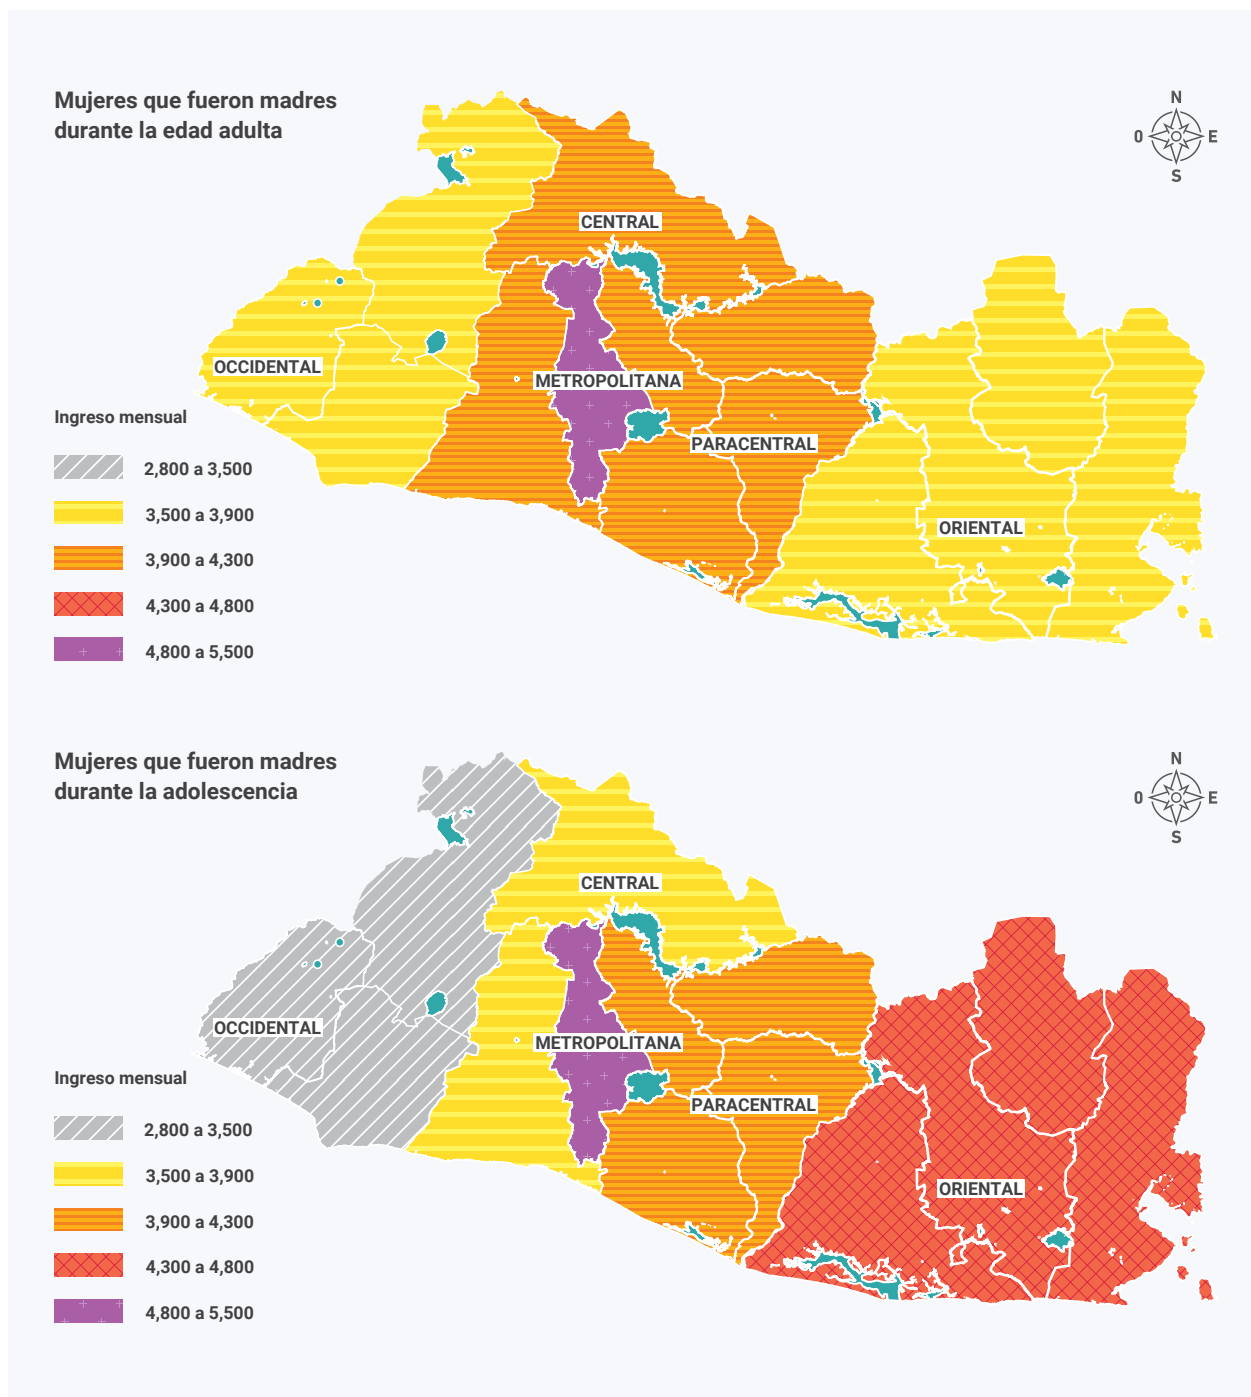 Mujeres que fueron madres
durante la edad adulta
N
O
E
S
CENTRAL
OCCIDENTAL
METROPOLITANA
PARACENTRAL
ORIENTAL
Ingreso mensual
2,800 a 3,500
3,500 a 3,900
3,900 a 4,300
4,300 a 4,800
4,800 a 5,500
Mujeres que fueron madres
durante la adolescencia
N
O
E
S
CENTRAL
OCCIDENTAL
METROPOLITANA
PARACENTRAL
ORIENTAL
Ingreso mensual
2,800 a 3,500
3,500 a 3,900
3,900 a 4,300
4,300 a 4,800
4,800 a 5,500